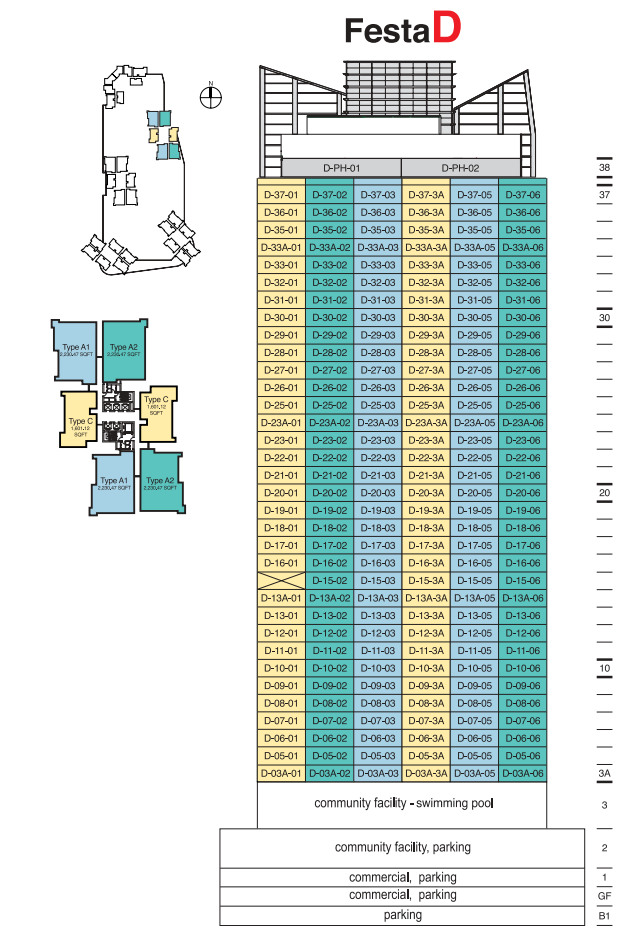 Festa D
N
D-PH-01 D-PH-02 38
D-37-01 D-37-02 D-37-03 D-37-3A D-37-05 D-37-06 37
D-36-01 D-36-02 D-36-03 D-36-3A D-36-05 D-36-06
D-35-01 D-35-02 D-35-03 D-35-3A D-35-05 D-35-06
D-33A-01 D-33A-02 D-33A-03 D-33A-3A D-33A-05 D-33A-06
D-33-01 D-33-02 D-33-03 D-33-3A D-33-05 D-33-06
D-32-01 D-32-02 D-32-03 D-32-3A D-32-05 D-32-06
D-31-01 D-31-02 D-31-03 D-31-3A D-31-05 D-31-06
D-30-01 D-30-02 D-30-03 D-30-3A D-30-05 D-30-06 30
D-29-01 D-29-02 D-29-03 D-29-3A D-29-05 D-29-06
D-28-01 D-28-02 D-28-03 D-28-3A D-28-05 D-28-06
D-27-01 D-27-02 D-27-03 D-27-3A D-27-05 D-27-06
D-26-01 D-26-02 D-26-03 D-26-3A D-26-05 D-26-06
D-25-01 D-25-02 D-25-03 D-25-3A D-25-05 D-25-06
D-23A-01 D-23A-02 D-23A-03 D-23A-3A D-23A-05 D-23A-06
D-23-01 D-23-02 D-23-03 D-23-3A D-23-05 D-23-06
D-22-01 D-22-02 D-22-03 D-22-3A D-22-05 D-22-06
D-21-01 D-21-02 D-21-03 D-21-3A D-21-05 D-21-06
D-20-01 D-20-02 D-20-03 D-20-3A D-20-05 D-20-06 20
D-19-01 D-19-02 D-19-03 D-19-3A D-19-05 D-19-06
D-18-01 D-18-02 D-18-03 D-18-3A D-18-05 D-18-06
D-17-01 D-17-02 D-17-03 D-17-3A D-17-05 D-17-06
D-16-01 D-16-02 D-16-03 D-16-3A D-16-05 D-16-06
D-15-02 D-15-03 D-15-3A D-15-05 D-15-06
D-13A-01 D-13A-02 D-13A-03 D-13A-3A D-13A-05 D-13A-06
D-13-01 D-13-02 D-13-03 D-13-3A D-13-05 D-13-06
D-12-01 D-12-02 D-12-03 D-12-3A D-12-05 D-12-06
D-11-01 D-11-02 D-11-03 D-11-3A D-11-05 D-11-06
D-10-01 D-10-02 D-10-03 D-10-3A D-10-05 D-10-06 10
D-09-01 D-09-02 D-09-03 D-09-3A D-09-05 D-09-06
D-08-01 D-08-02 D-08-03 D-08-3A D-08-05 D-08-06
D-07-01 D-07-02 D-07-03 D-07-3A D-07-05 D-07-06
D-06-01 D-06-02 D-06-03 D-06-3A D-06-05 D-06-06
D-05-01 D-05-02 D-05-03 D-05-3A D-05-05 D-05-06
D-03A-01 D-03A-02 D-03A-03 D-03A-3A D-03A-05 D-03A-06 3A
community facility - swimming pool 3
community facility, parking 2
commercial, parking 1
commercial, parking GF
parking B1
Type A1
2,230,47 SQFT
Type A2
2,230,47 SQFT
Type C
1,601,12
SQFT
Type C
1,601,12
SQFT
Type A1
2,230,47 SQFT
Type A2
2,230,47 SQFT